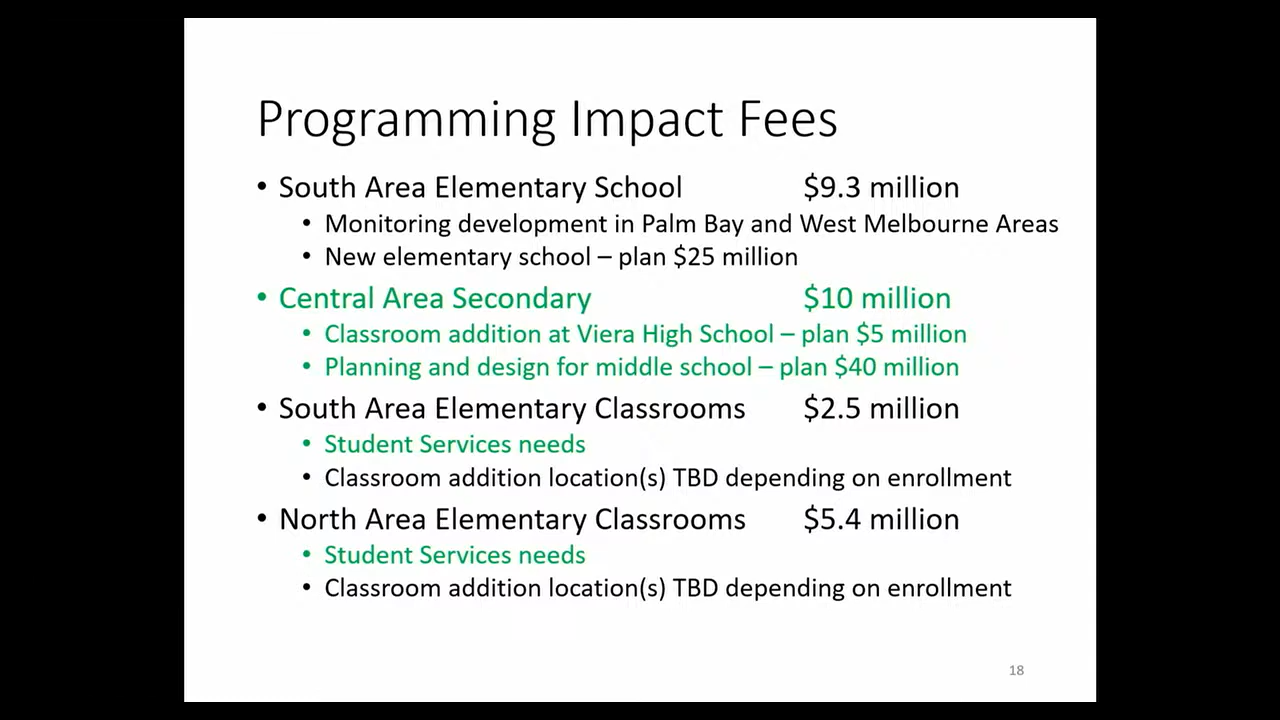 Programming Impact Fees
• South Area Elementary School $9.3 million
• Monitoring development in Palm Bay and West Melbourne Areas
• New elementary school – plan $25 million
• Central Area Secondary $10 million
• Classroom addition at Viera High School – plan $5 million
• Planning and design for middle school – plan $40 million
• South Area Elementary Classrooms $2.5 million
• Student Services needs
• Classroom addition location(s) TBD depending on enrollment
• North Area Elementary Classrooms $5.4 million
• Student Services needs
• Classroom addition location(s) TBD depending on enrollment
18